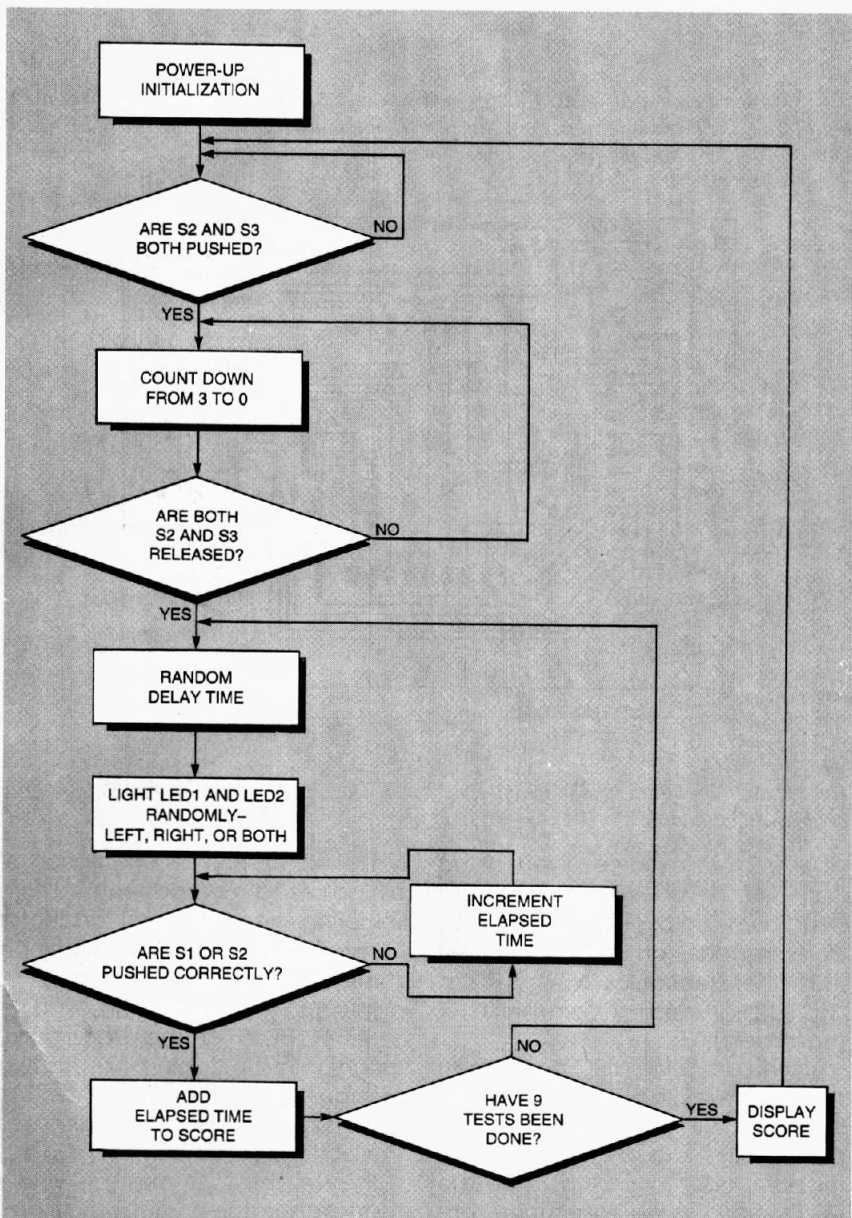 POWER-UP
INITIALIZATION
ARE S2 AND S3
BOTH PUSHED?
NO
YES
COUNT DOWN
FROM 3 TO 0
ARE BOTH
S2 AND S3
RELEASED?
NO
YES
RANDOM
DELAY TIME
LIGHT LED1 AND LED2
RANDOMLY–
LEFT, RIGHT, OR BOTH
INCREMENT
ELAPSED
TIME
ARE S1 OR S2
PUSHED CORRECTLY?
NO
YES
ADD
ELAPSED TIME
TO SCORE
NO
HAVE 9
TESTS BEEN
DONE?
YES
DISPLAY
SCORE